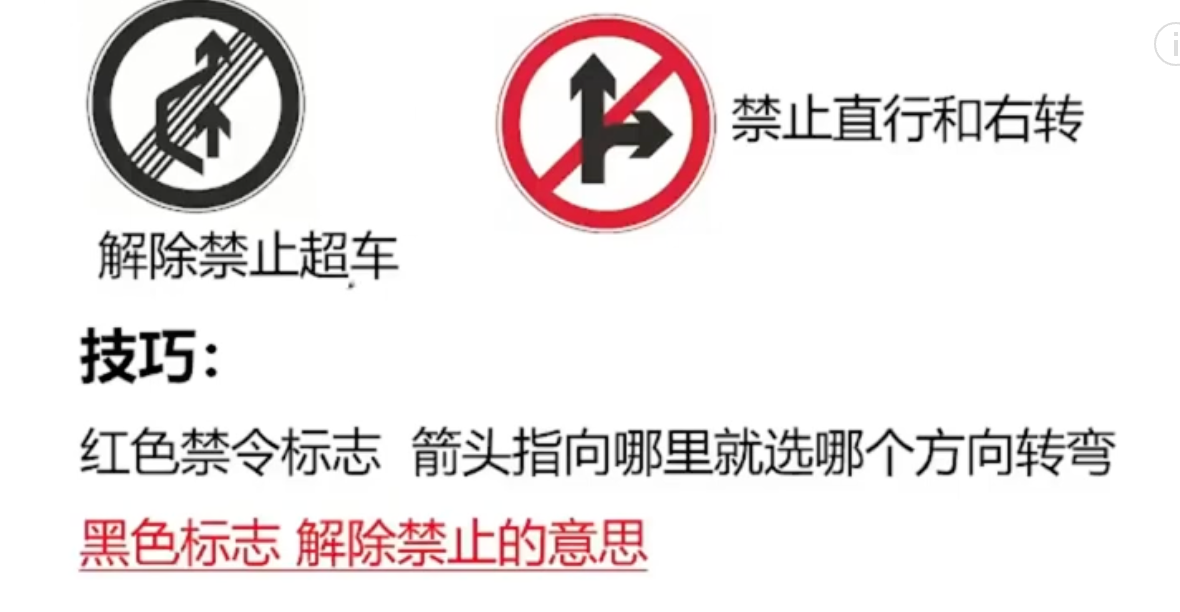 禁止直行和右转
解除禁止超车
技巧：
红色禁令标志 箭头指向哪里就选哪个方向转弯
黑色标志 解除禁止的意思